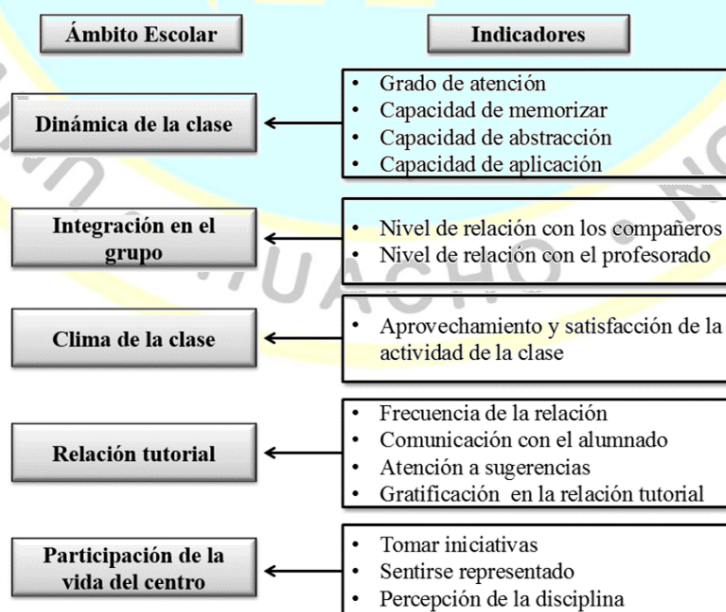 Ámbito Escolar
Indicadores
Dinámica de la clase
• Grado de atención
• Capacidad de memorizar
• Capacidad de abstracción
• Capacidad de aplicación
Integración en el
grupo
• Nivel de relación con los compañeros
• Nivel de relación con el profesorado
HUACHO
Clima de la clase
• Aprovechamiento y satisfacción de la
actividad de la clase
Relación tutorial
• Frecuencia de la relación
• Comunicación con el alumnado
• Atención a sugerencias
• Gratificación en la relación tutorial
Participación de la
vida del centro
• Tomar iniciativas
• Sentirse representado
• Percepción de la disciplina